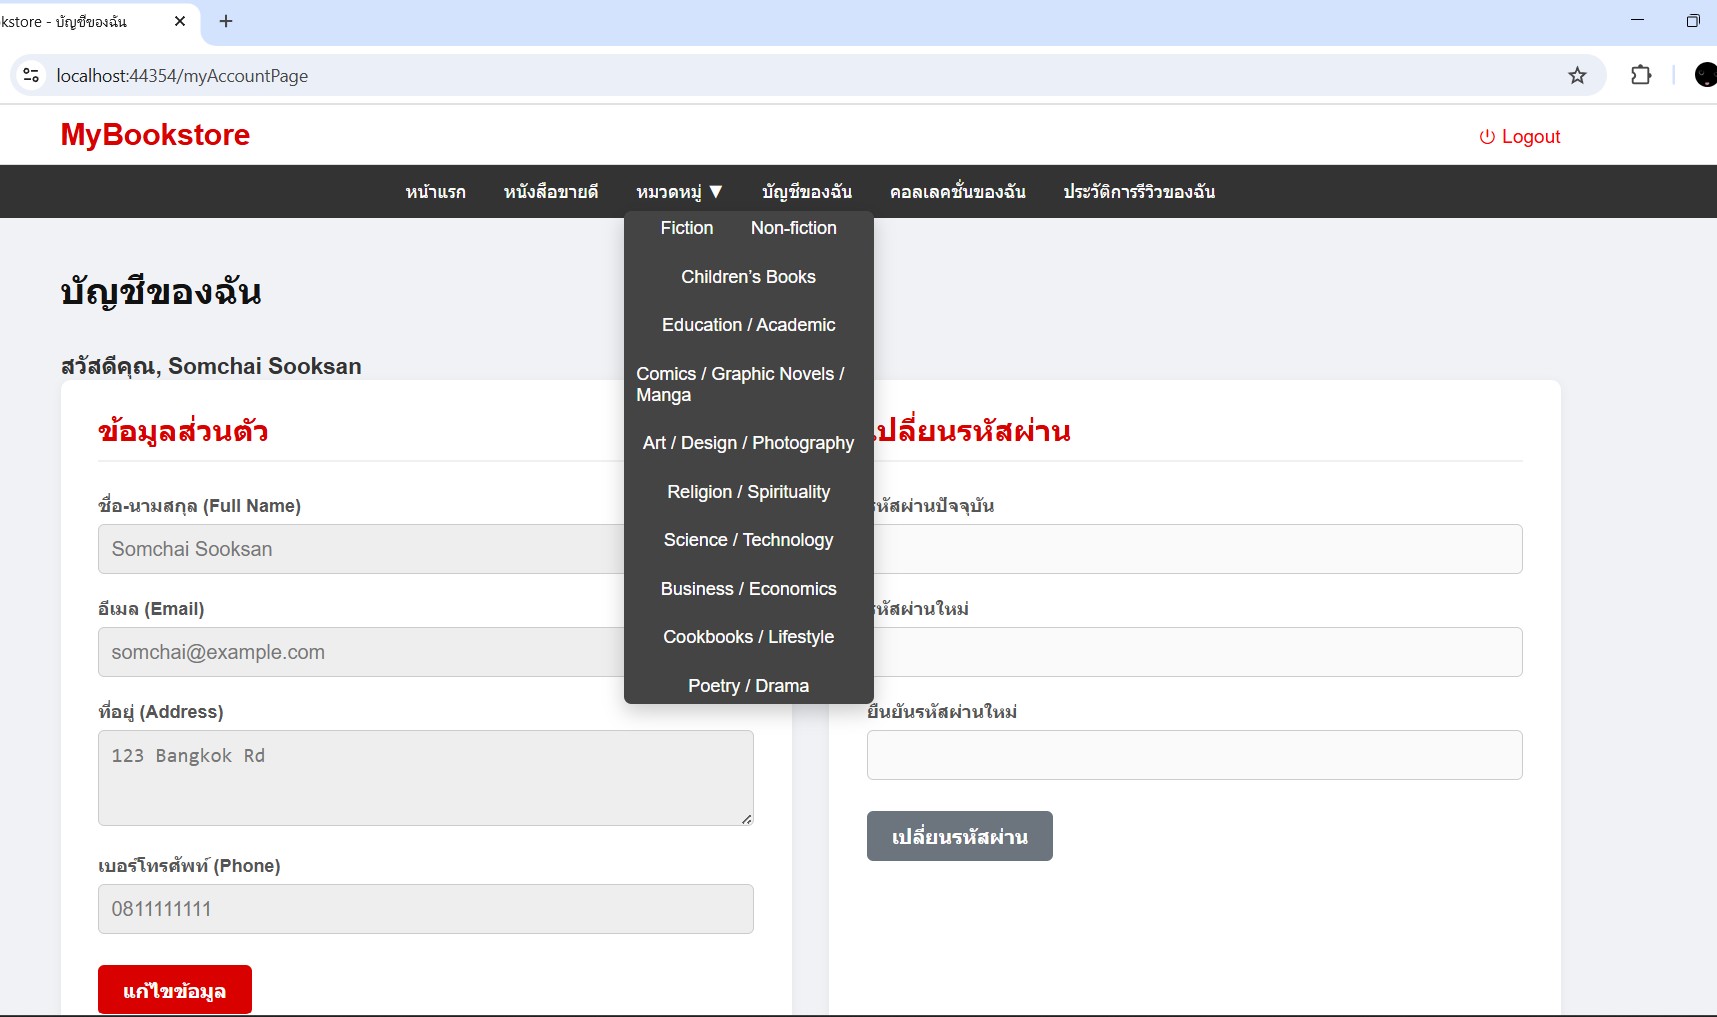 kstore - บัญชีของฉัน
localhost:44354/myAccountPage
MyBookstore
Logout
หน้าแรก หนังสือขายดี หมวดหมู่ ▼ บัญชีของฉัน คอลเลคชั่นของฉัน ประวัติการรีวิวของฉัน
Fiction Non-fiction
Children’s Books
Education / Academic
Comics / Graphic Novels /
Manga
Art / Design / Photography
Religion / Spirituality
Science / Technology
Business / Economics
Cookbooks / Lifestyle
Poetry / Drama
บัญชีของฉัน
สวัสดีคุณ, Somchai Sooksan
ข้อมูลส่วนตัว
ชื่อ-นามสกุล (Full Name)
Somchai Sooksan
อีเมล (Email)
somchai@example.com
ที่อยู่ (Address)
123 Bangkok Rd
เบอร์โทรศัพท์ (Phone)
0811111111
แก้ไขข้อมูล
เปลี่ยนรหัสผ่าน
รหัสผ่านปัจจุบัน
รหัสผ่านใหม่
ยืนยันรหัสผ่านใหม่
เปลี่ยนรหัสผ่าน